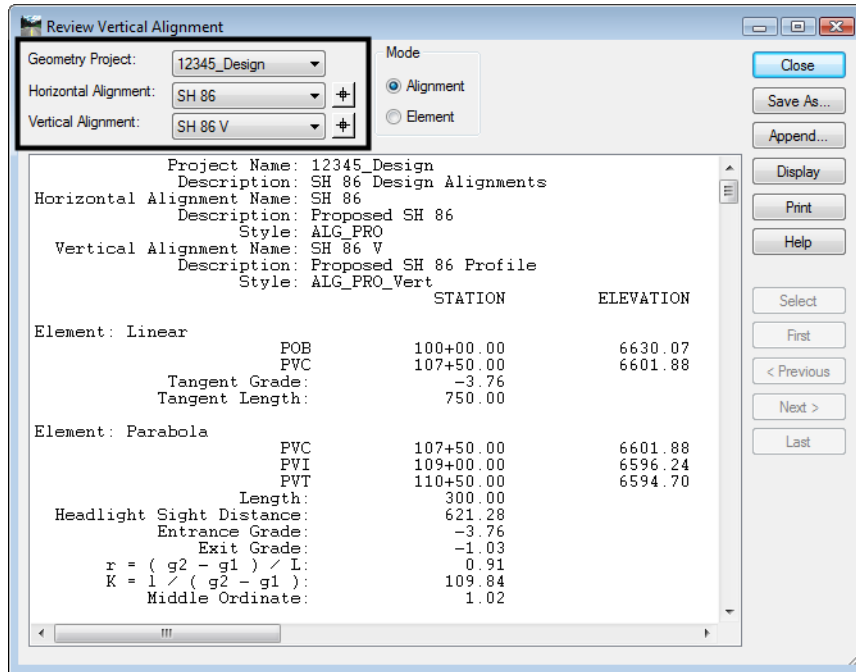 Review Vertical Alignment
Geometry Project: 12345_Design
Horizontal Alignment: SH 86
Vertical Alignment: SH 86 V
Mode
Alignment
Element
Close
Save As...
Append...
Display
Print
Help
Select
First
< Previous
Next >
Last
Project Name: 12345_Design
Description: SH 86 Design Alignments
Horizontal Alignment Name: SH 86
Description: Proposed SH 86
Style: ALG_PRO
Vertical Alignment Name: SH 86 V
Description: Proposed SH 86 Profile
Style: ALG_PRO_Vert
STATION ELEVATION
Element: Linear
POB 100+00.00 6630.07
PVC 107+50.00 6601.88
Tangent Grade: -3.76
Tangent Length: 750.00
Element: Parabola
PVC 107+50.00 6601.88
PVI 109+00.00 6596.24
PVT 110+50.00 6594.70
Length: 300.00
Headlight Sight Distance: 621.28
Entrance Grade: -3.76
Exit Grade: -1.03
r = ( g2 - g1 ) / L: 0.91
K = l / ( g2 - g1 ): 109.84
Middle Ordinate: 1.02